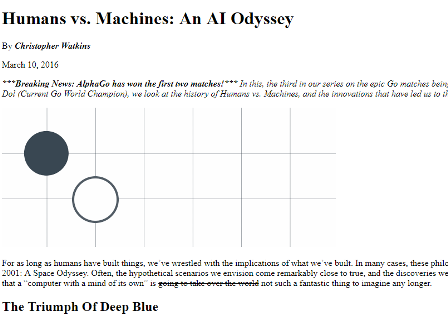 Humans vs. Machines: An AI Odyssey
By Christopher Watkins
March 10, 2016
***Breaking News: AlphaGo has won the first two matches!*** In this, the third in our series on the epic Go matches being
Dol (Current Go World Champion), we look at the history of Humans vs. Machines, and the innovations that have led us to th
For as long as humans have built things, we've wrestled with the implications of what we've built. In many cases, these philo
2001: A Space Odyssey. Often, the hypothetical scenarios we envision come remarkably close to true, and the discoveries we
that a "computer with a mind of its own" is going to take over the world not such a fantastic thing to imagine any longer.
The Triumph Of Deep Blue